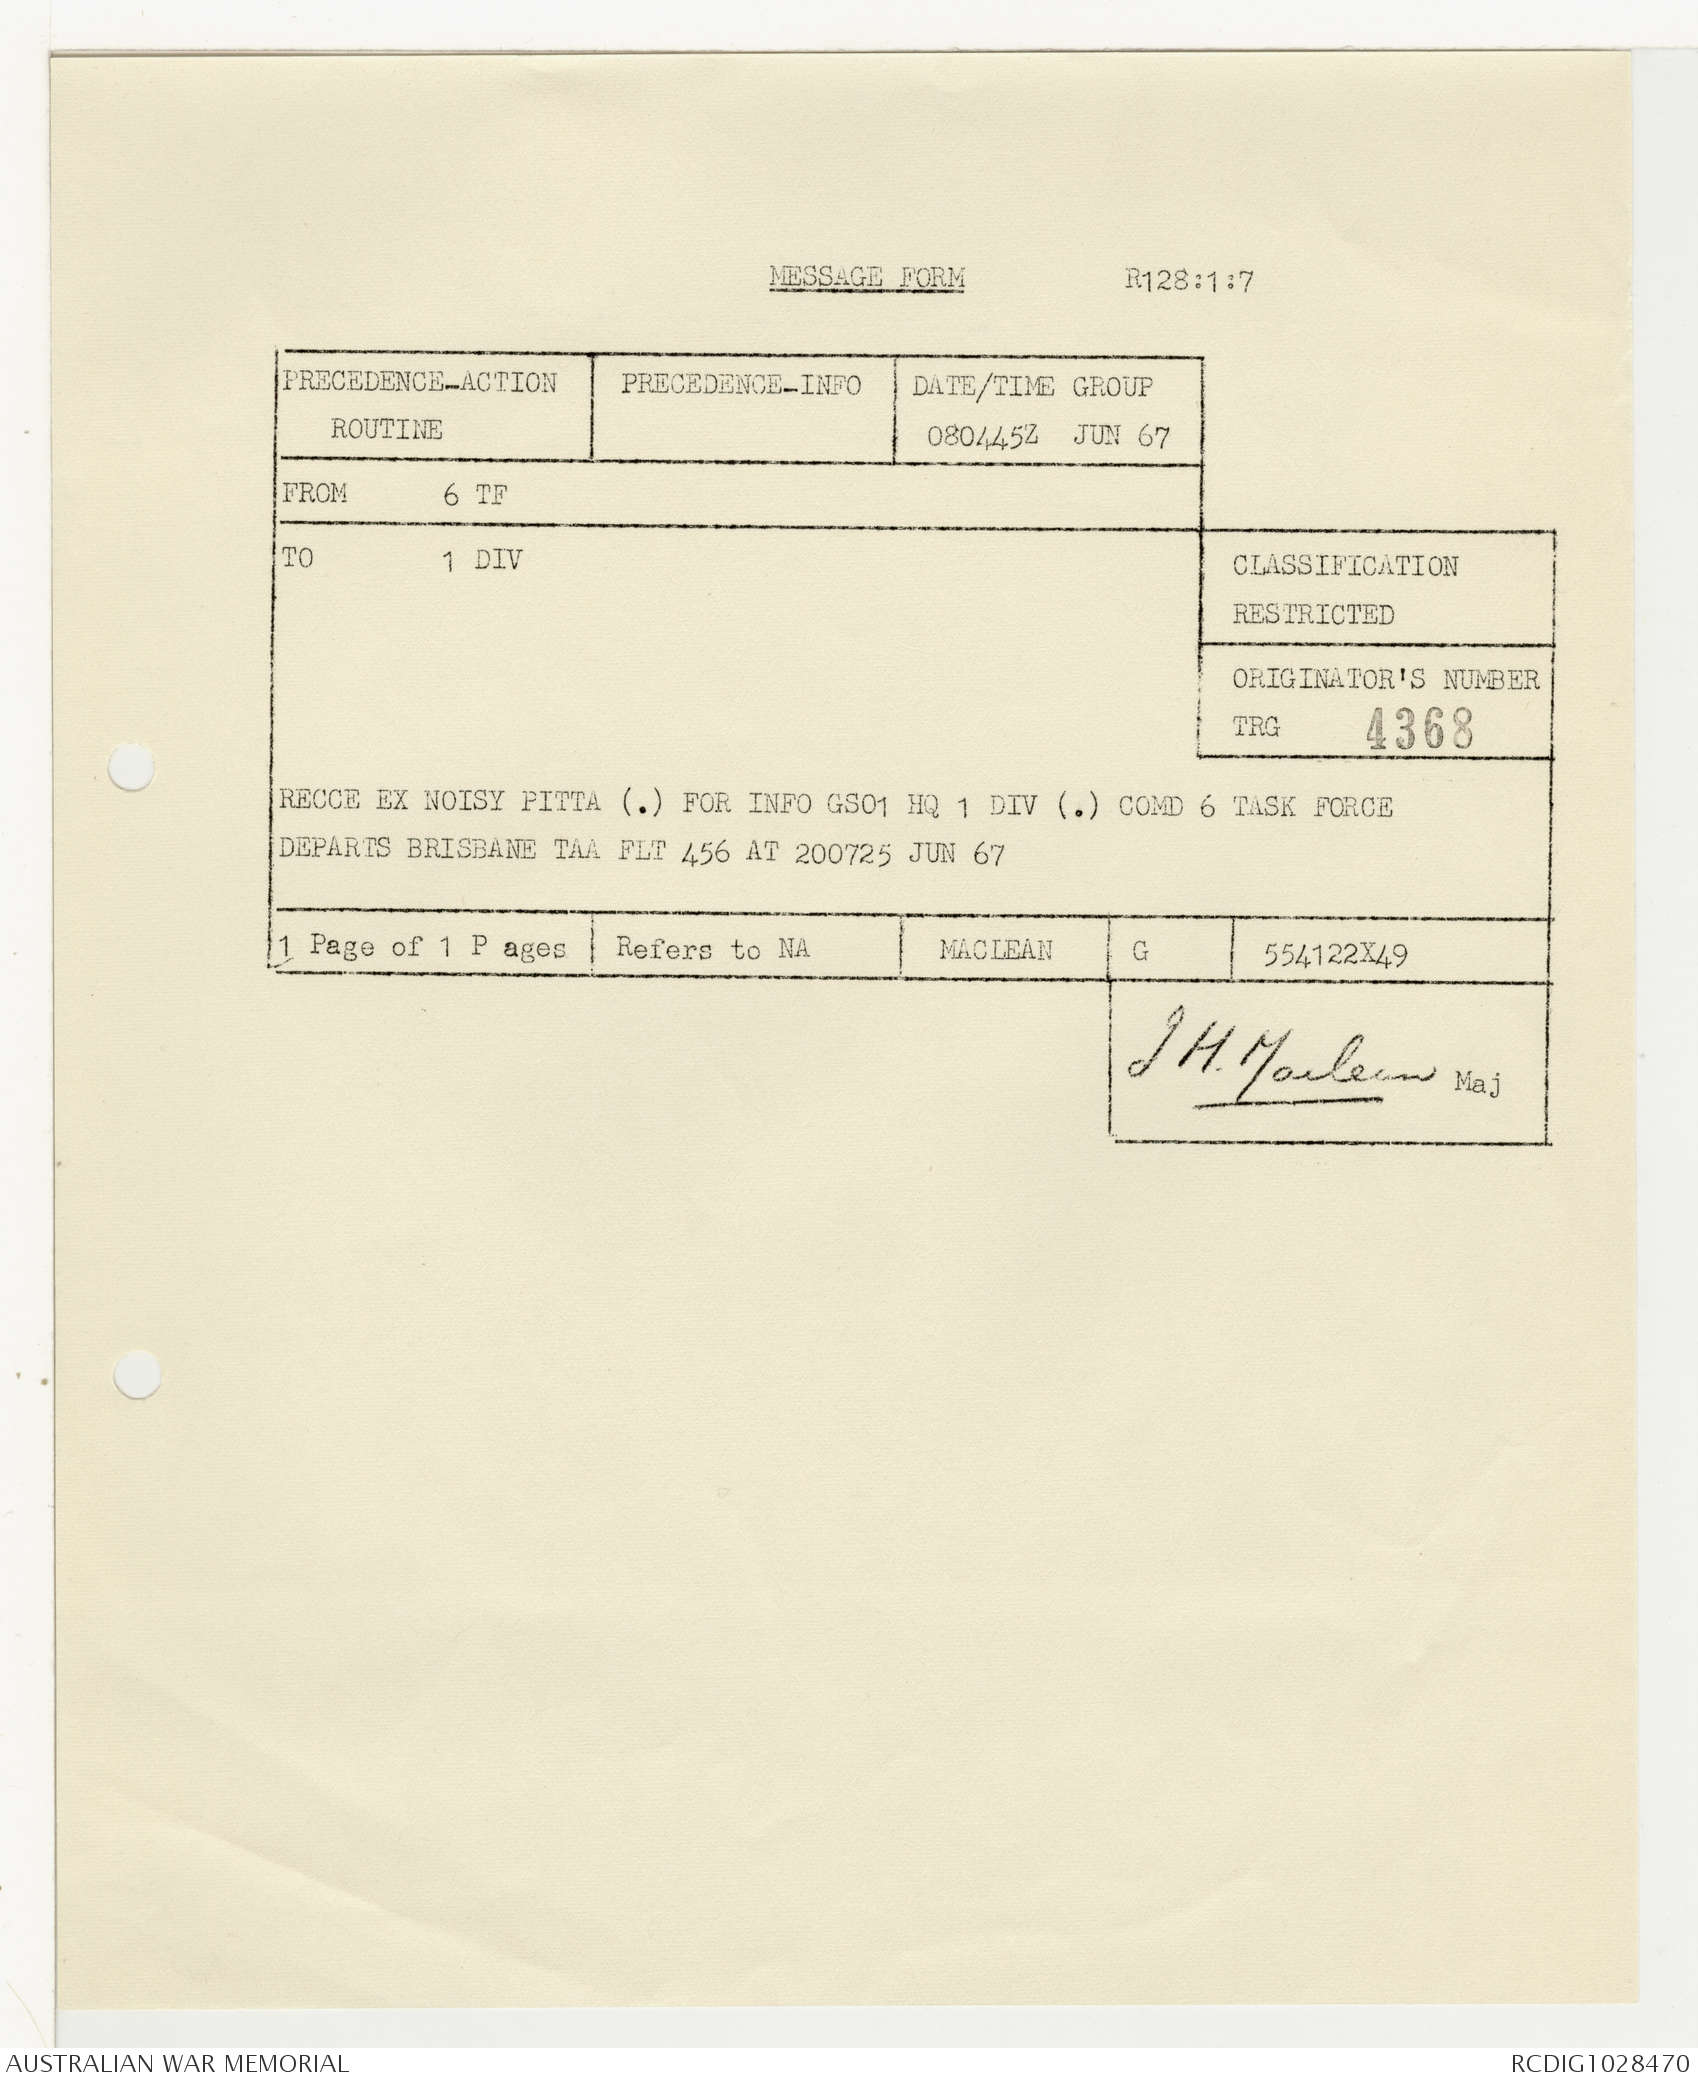 MESSAGE FORM R128:1:7
PRECEDENCE-ACTION PRECEDENCE-INFO DATE/TIME GROUP
ROUTINE 080445Z JUN 67
FROM 6 TF
TO 1 DIV
CLASSIFICATION
RESTRICTED
ORIGINATOR'S NUMBER
TRG 4368
RECCE EX NOISY PITTA (.) FOR INFO GSO1 HQ 1 DIV (.) COMD 6 TASK FORCE
DEPARTS BRISBANE TAA FLT 456 AT 200725 JUN 67
1 Page of 1 P ages Refers to NA MACLEAN G 554122X49
J H. Maclean Maj
AUSTRALIAN WAR MEMORIAL RCDIG1028470